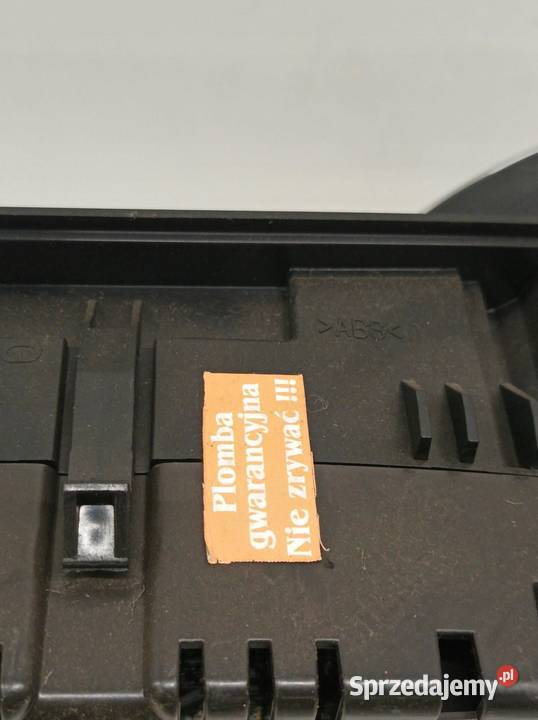 >ABS<
Plomba
gwarancyjna
Nie zrywać !!!
Sprzedajemy.pl